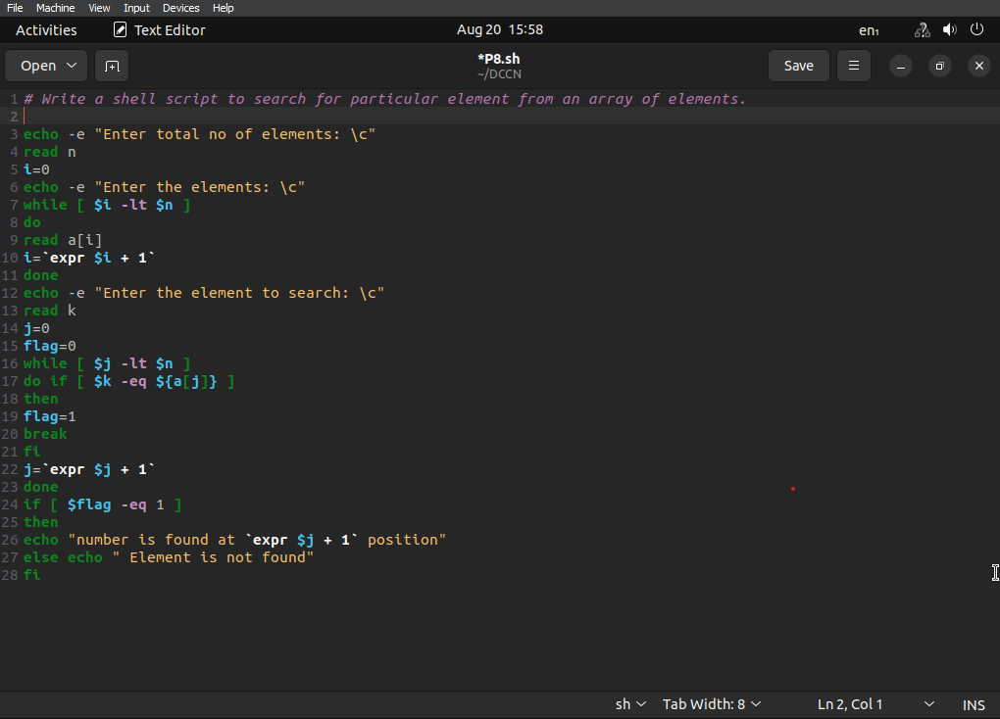 File Machine View Input Devices Help
Activities Text Editor Aug 20 15:58 en₁
Open *P8.sh Save
~/DCCN
1 # Write a shell script to search for particular element from an array of elements.
2
3 echo -e "Enter total no of elements: \c"
4 read n
5 i=0
6 echo -e "Enter the elements: \c"
7 while [ $i -lt $n ]
8 do
9 read a[i]
10 i=`expr $i + 1`
11 done
12 echo -e "Enter the element to search: \c"
13 read k
14 j=0
15 flag=0
16 while [ $j -lt $n ]
17 do if [ $k -eq ${a[j]} ]
18 then
19 flag=1
20 break
21 fi
22 j=`expr $j + 1`
23 done
24 if [ $flag -eq 1 ]
25 then
26 echo "number is found at `expr $j + 1` position"
27 else echo " Element is not found"
28 fi
sh Tab Width: 8 Ln 2, Col 1 INS